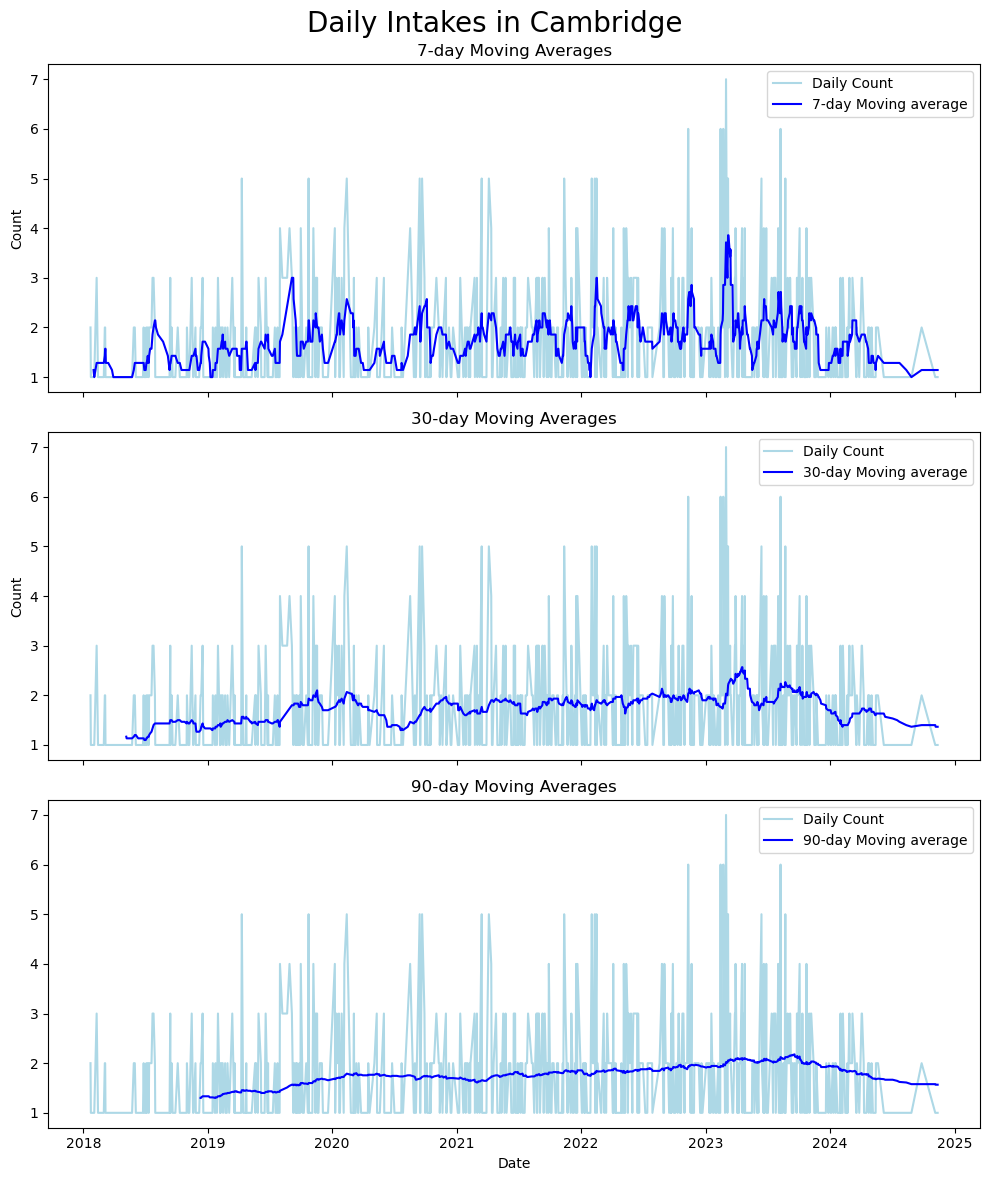 Daily Intakes in Cambridge
7-day Moving Averages
Daily Count
7-day Moving average
7
6
5
4
3
2
1
Count
30-day Moving Averages
Daily Count
30-day Moving average
7
6
5
4
3
2
1
Count
90-day Moving Averages
Daily Count
90-day Moving average
7
6
5
4
3
2
1
2018 2019 2020 2021 2022 2023 2024 2025
Date